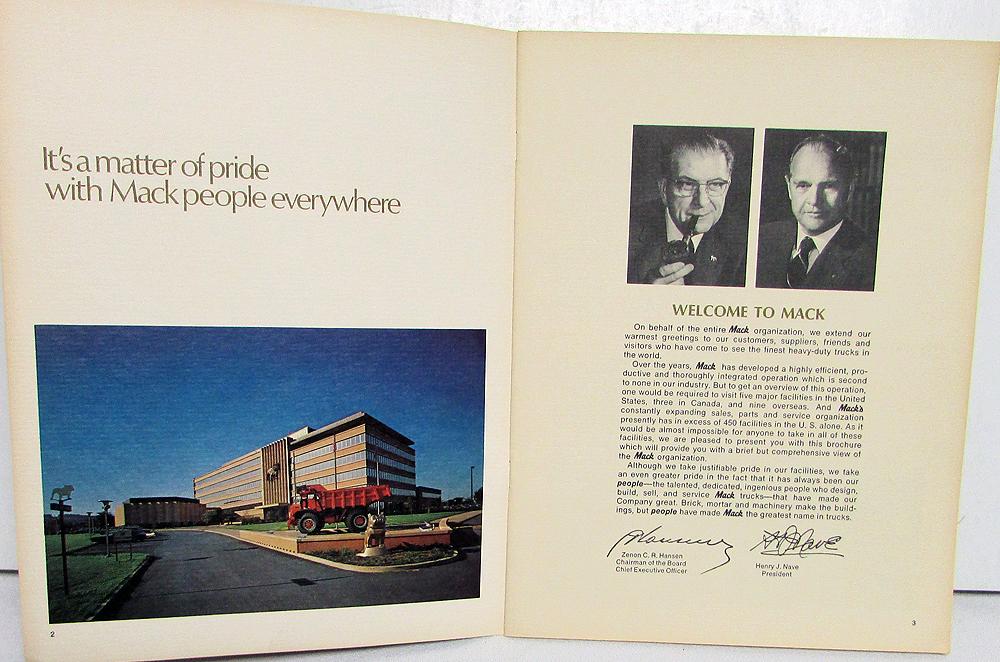 It's a matter of pride
with Mack people everywhere
2
WELCOME TO MACK
On behalf of the entire Mack organization, we extend our
warmest greetings to our customers, suppliers, friends and
visitors who have come to see the finest heavy-duty trucks in
the world.
Over the years, Mack has developed a highly efficient, pro-
ductive and thoroughly integrated operation which is second
to none in our industry. But to get an overview of this operation,
one would be required to visit five major facilities in the United
States, three in Canada, and nine overseas. And Mack's
constantly expanding sales, parts and service organization
presently has in excess of 450 facilities in the U. S. alone. As it
would be almost impossible for anyone to take in all of these
facilities, we are pleased to present you with this brochure
which will provide you with a brief but comprehensive view of
the Mack organization.
Although we take justifiable pride in our facilities, we take
an even greater pride in the fact that it has always been our
people—the talented, dedicated, ingenious people who design,
build, sell, and service Mack trucks—that have made our
Company great. Brick, mortar and machinery make the build-
ings, but people have made Mack the greatest name in trucks.
Zenon C. R. Hansen
Chairman of the Board
Chief Executive Officer
Henry J. Nave
President
3